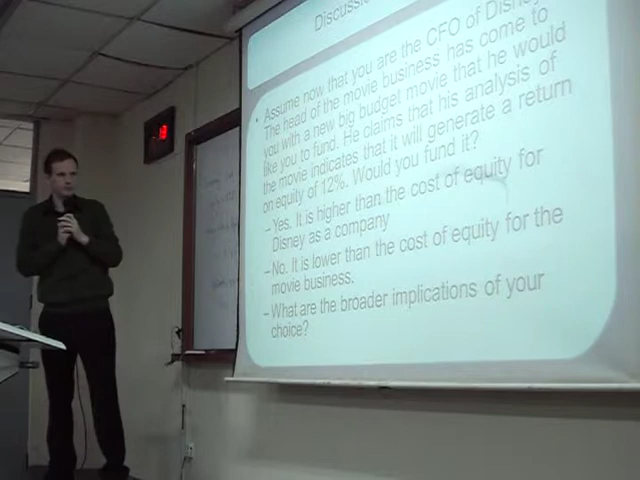 Discussion
• Assume now that you are the CFO of Disney.
The head of the movie business has come to
you with a new big budget movie that he would
like you to fund. He claims that his analysis of
the movie indicates that it will generate a return
on equity of 12%. Would you fund it?
– Yes. It is higher than the cost of equity for
Disney as a company
– No. It is lower than the cost of equity for the
movie business.
– What are the broader implications of your
choice?